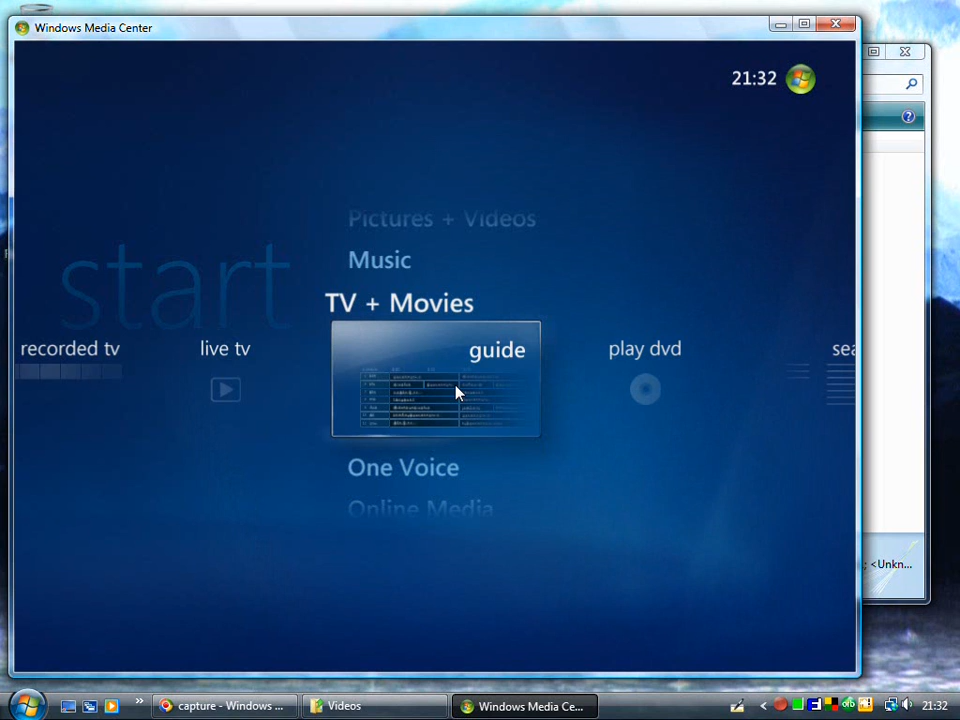 Windows Media Center
21:32
Pictures + Videos
Music
start
TV + Movies
recorded tv
live tv
guide
play dvd
One Voice
Online Media
; <Unkn...
capture - Windows ...
Videos
Windows Media Ce...
21:32